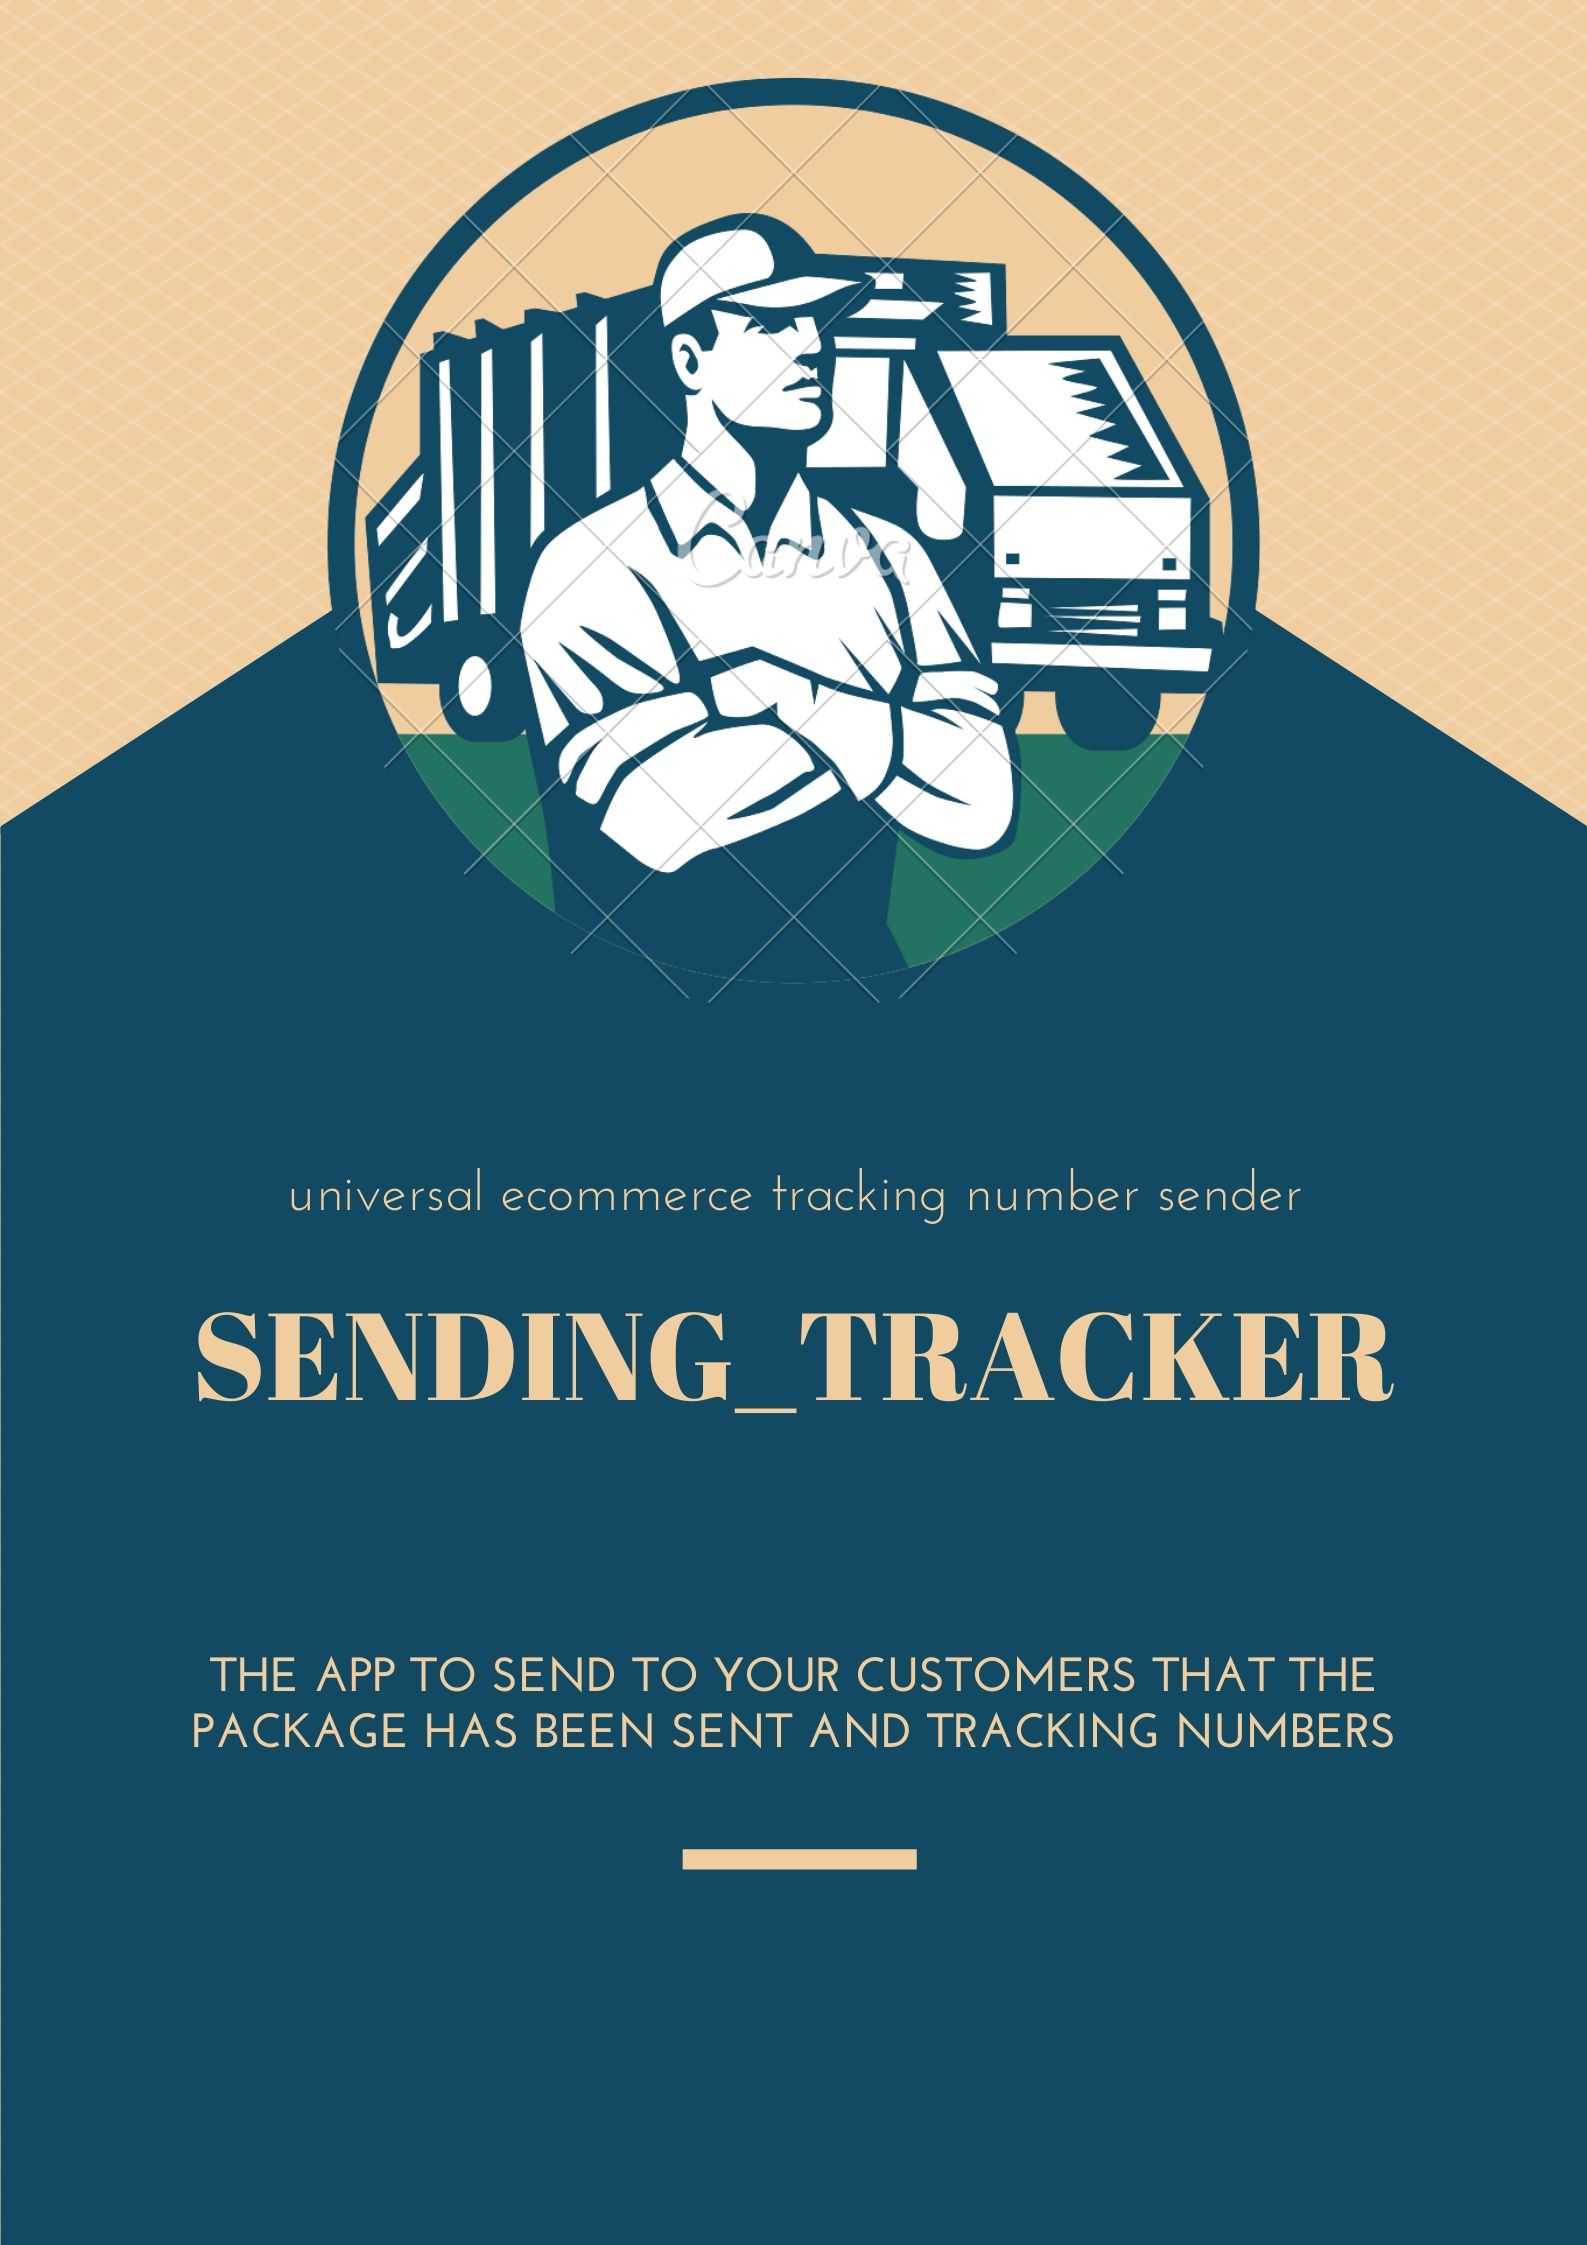 Canva
universal ecommerce tracking number sender
SENDING_TRACKER
THE APP TO SEND TO YOUR CUSTOMERS THAT THE
PACKAGE HAS BEEN SENT AND TRACKING NUMBERS